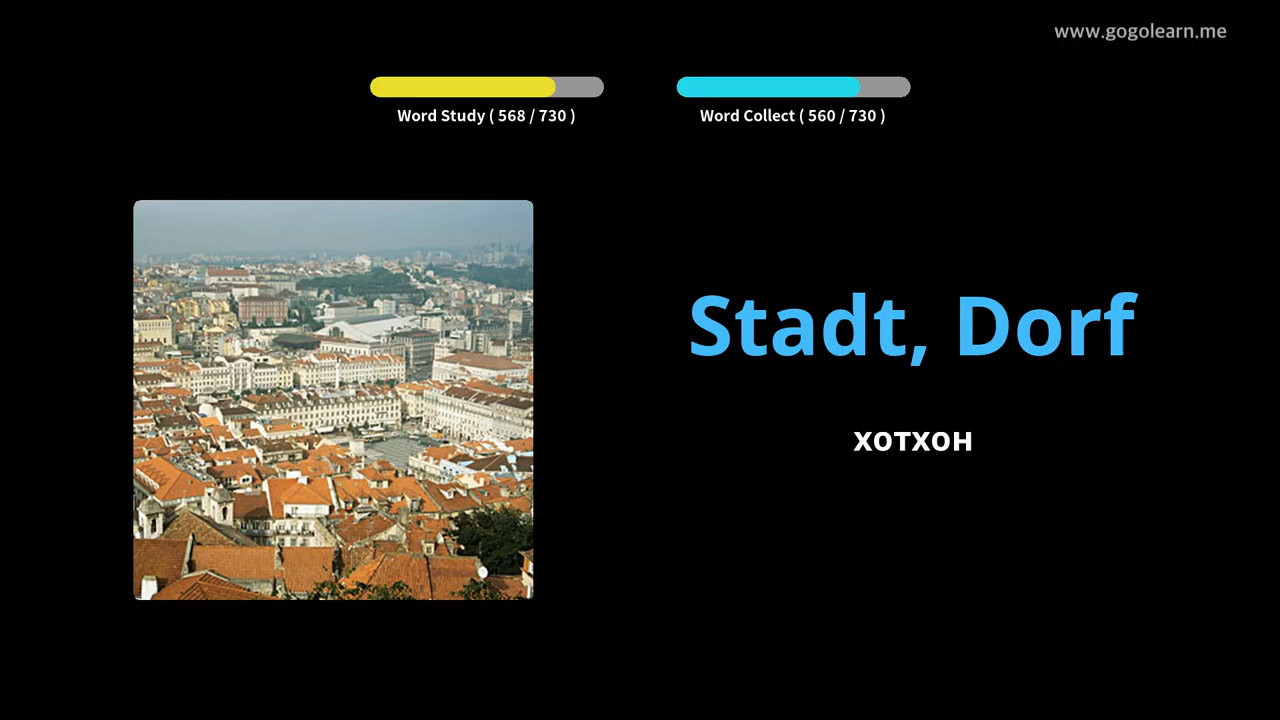 www.gogolearn.me
Word Study ( 568 / 730 )
Word Collect ( 560 / 730 )
Stadt, Dorf
хотхон